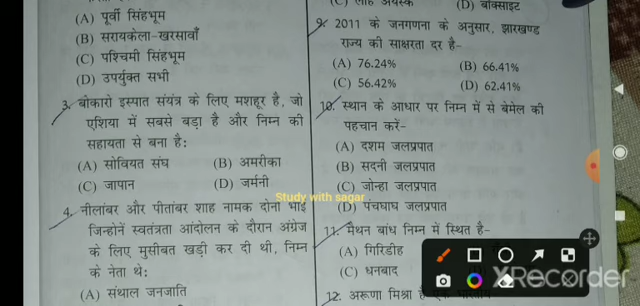 (A) पूर्वी सिंहभूम
(B) सरायकेला-खरसावाँ
(C) पश्चिमी सिंहभूम
(D) उपर्युक्त सभी
3. बोकारो इस्पात संयंत्र के लिए मशहूर है, जो
एशिया में सबसे बड़ा है और निम्न की
सहायता से बना है:
(A) सोवियत संघ (B) अमरीका
(C) जापान (D) जर्मनी
4. नीलांबर और पीतांबर शाह नामक दोनों भाई
जिन्होनें स्वतंत्रता आंदोलन के दौरान अंग्रेज
के लिए मुसीबत खड़ी कर दी थी, निम्न
के नेता थे:
(A) संथाल जनजाति
(C) लौह अयस्क (D) बॉक्साइट
9. 2011 के जनगणना के अनुसार, झारखण्ड
राज्य की साक्षरता दर है-
(A) 76.24% (B) 66.41%
(C) 56.42% (D) 62.41%
10. स्थान के आधार पर निम्न में से बेमेल की
पहचान करें-
(A) दशम जलप्रपात
(B) सदनी जलप्रपात
(C) जोन्हा जलप्रपात
(D) पंचघाघ जलप्रपात
11. मैथन बांध निम्न में स्थित है-
(A) गिरिडीह
(C) धनबाद
12. अरूणा मिश्रा है एक
Study with sagar
XRecorder